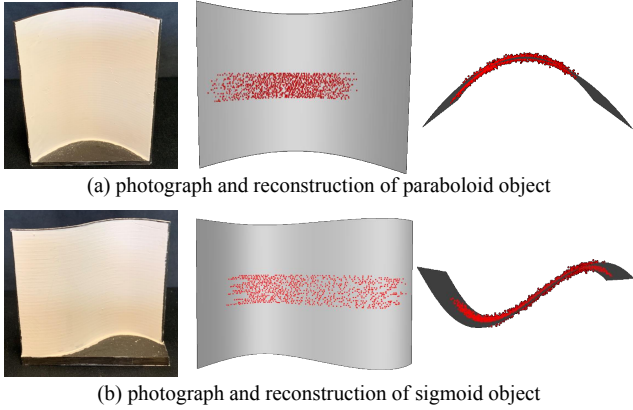 (a) photograph and reconstruction of paraboloid object
(b) photograph and reconstruction of sigmoid object